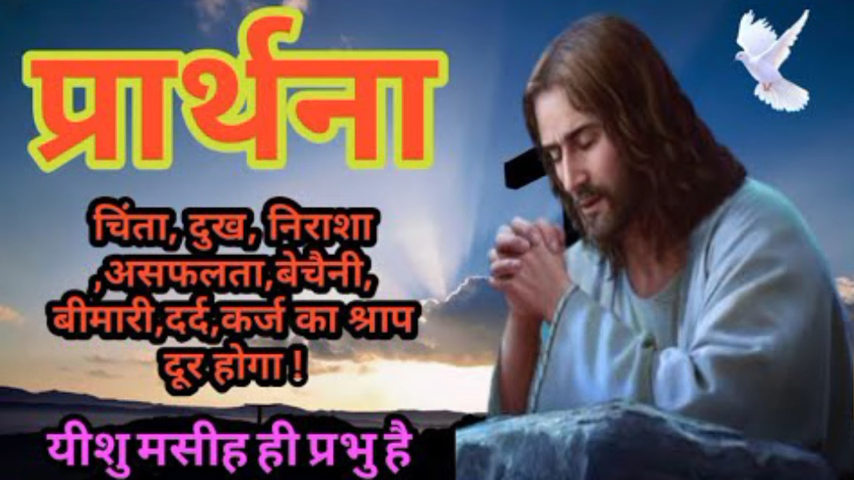 प्रार्थना
चिंता, दुख, निराशा
,असफलता,बेचैनी,
बीमारी,दर्द,कर्ज का श्राप
दूर होगा !
यीशु मसीह ही प्रभु है